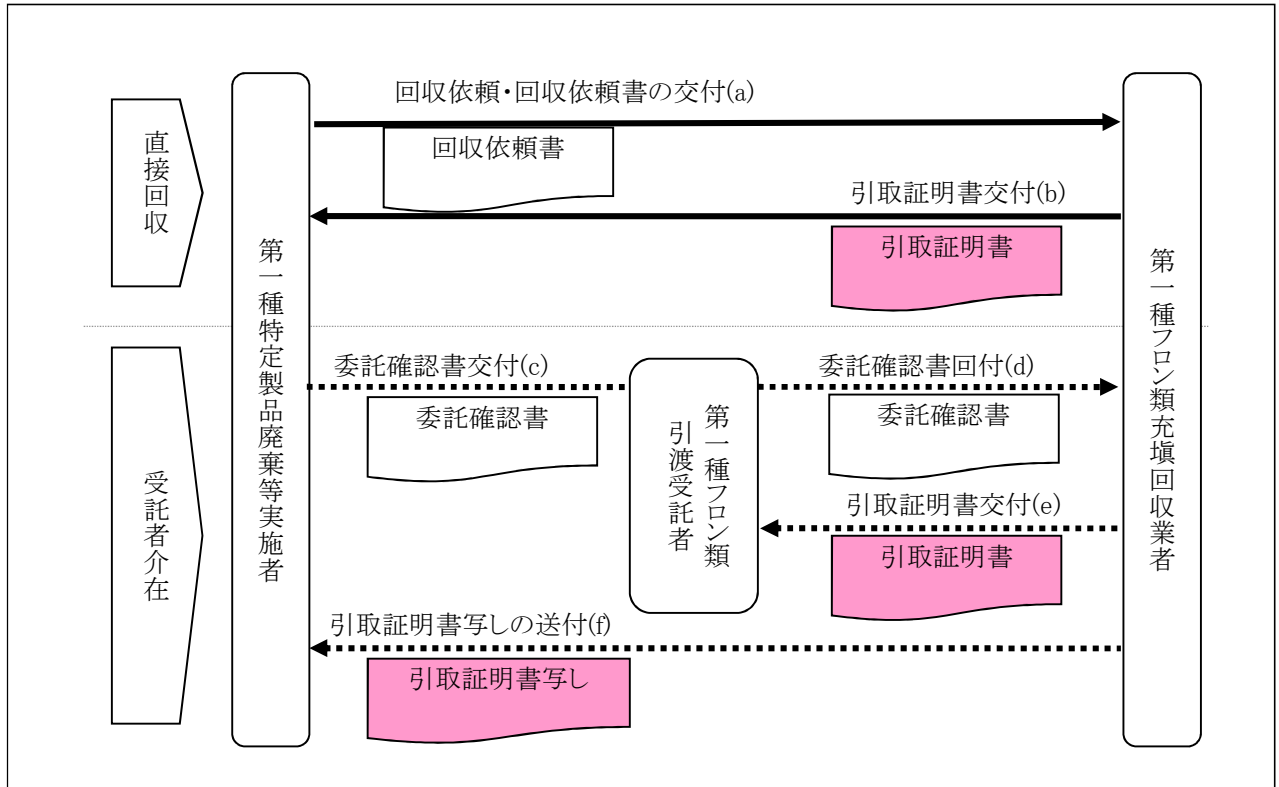 回収依頼・回収依頼書の交付(a)
回収依頼書
直接回収
引取証明書交付(b)
引取証明書
第一種特定製品廃棄等実施者
第一種フロン類充塡回収業者
委託確認書交付(c)
委託確認書
第一種フロン類
引渡受託者
委託確認書回付(d)
委託確認書
引取証明書交付(e)
引取証明書
受託者介在
引取証明書写しの送付(f)
引取証明書写し